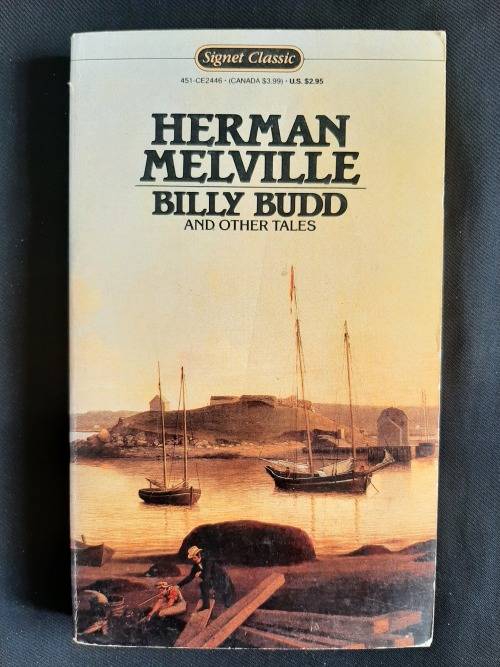 Signet Classic
451-CE2446 • (CANADA $3.99) • U.S. $2.95
HERMAN
MELVILLE
BILLY BUDD
AND OTHER TALES